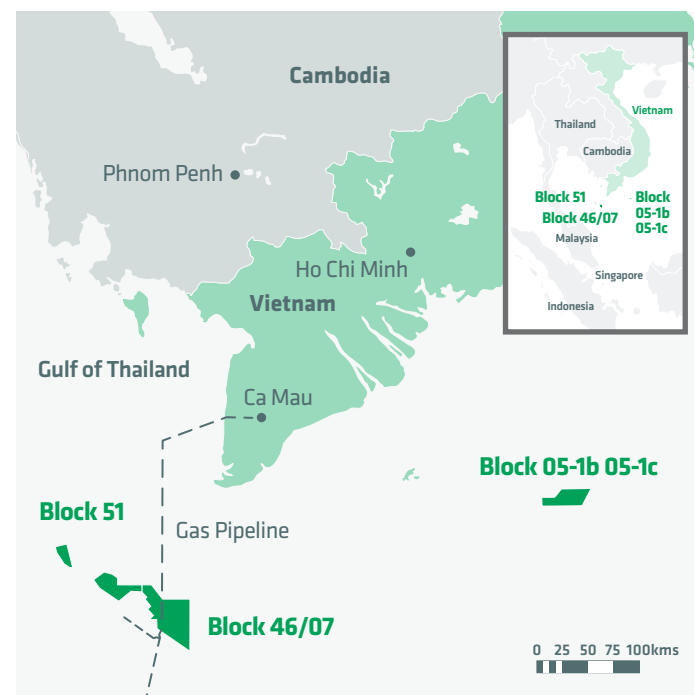 Cambodia
Phnom Penh
Ho Chi Minh
Vietnam
Gulf of Thailand
Ca Mau
Block 05-1b 05-1c
Block 51
Gas Pipeline
Block 46/07
0 25 50 75 100kms
Vietnam
Thailand
Cambodia
Block 51
Block 46/07
Block
05-1b
05-1c
Malaysia
Singapore
Indonesia